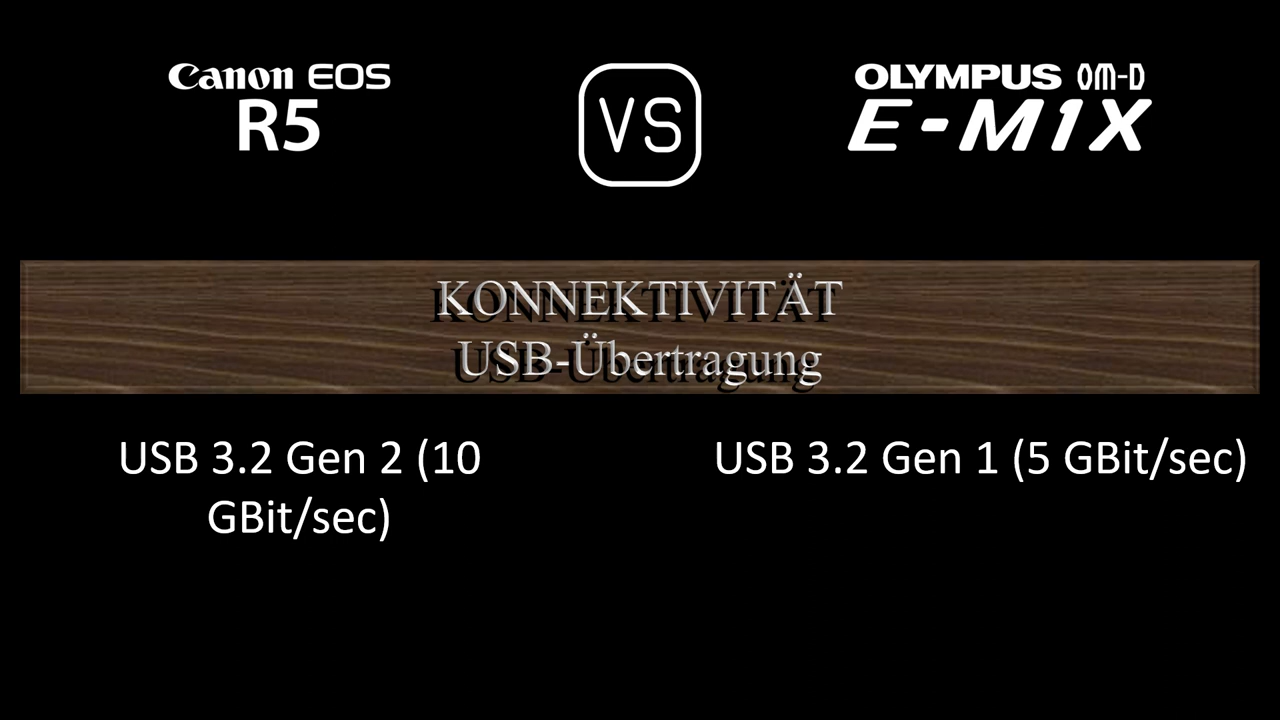 Canon EOS
R5
VS
OLYMPUS OM-D
E-M1X
KONNEKTIVITÄT
USB-Übertragung
USB 3.2 Gen 2 (10
GBit/sec)
USB 3.2 Gen 1 (5 GBit/sec)